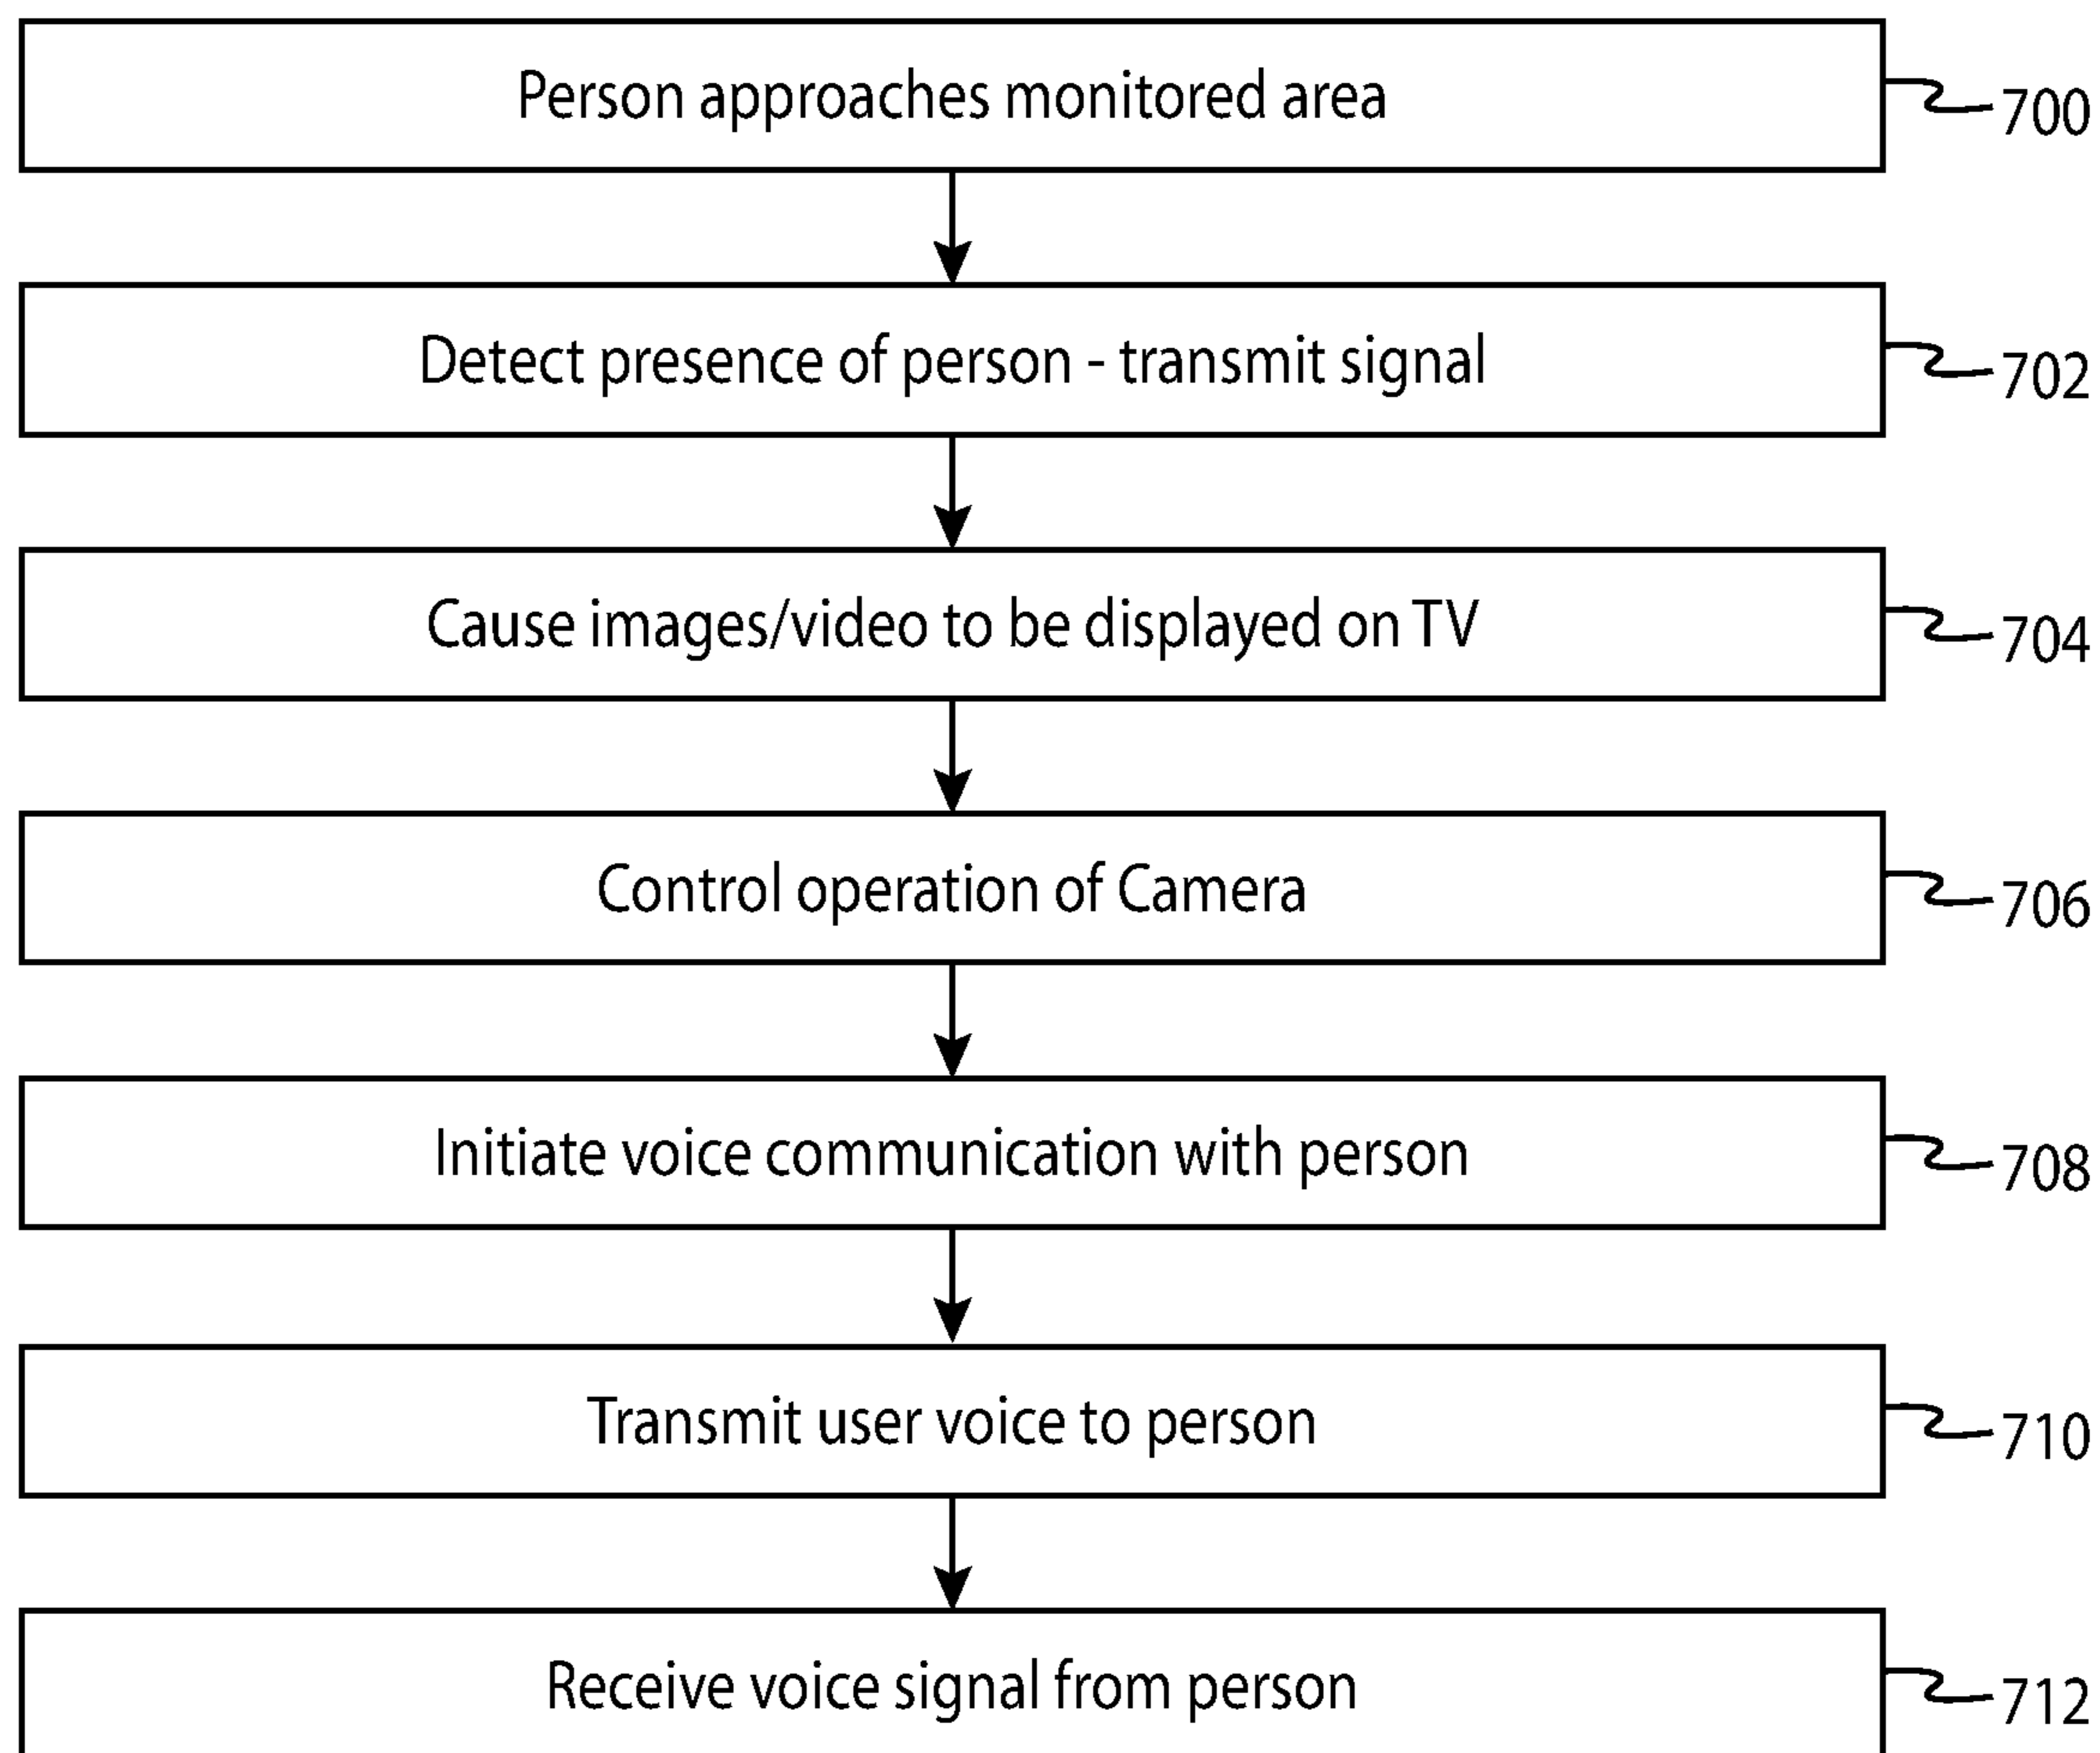 Person approaches monitored area
700
Detect presence of person - transmit signal
702
Cause images/video to be displayed on TV
704
Control operation of Camera
706
Initiate voice communication with person
708
Transmit user voice to person
710
Receive voice signal from person
712